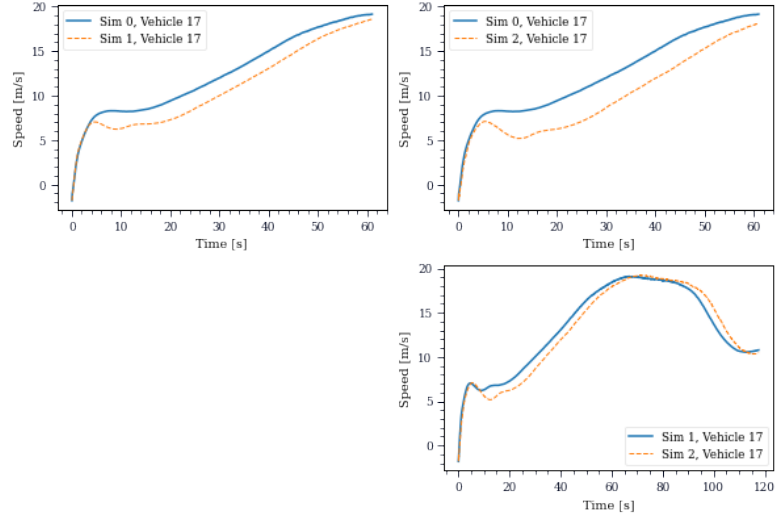 20
15
10
5
0
Speed [m/s]
Sim 0, Vehicle 17
Sim 1, Vehicle 17
0 10 20 30 40 50 60
Time [s]
20
15
10
5
0
Speed [m/s]
Sim 0, Vehicle 17
Sim 2, Vehicle 17
0 10 20 30 40 50 60
Time [s]
20
15
10
5
0
Speed [m/s]
Sim 1, Vehicle 17
Sim 2, Vehicle 17
0 20 40 60 80 100 120
Time [s]